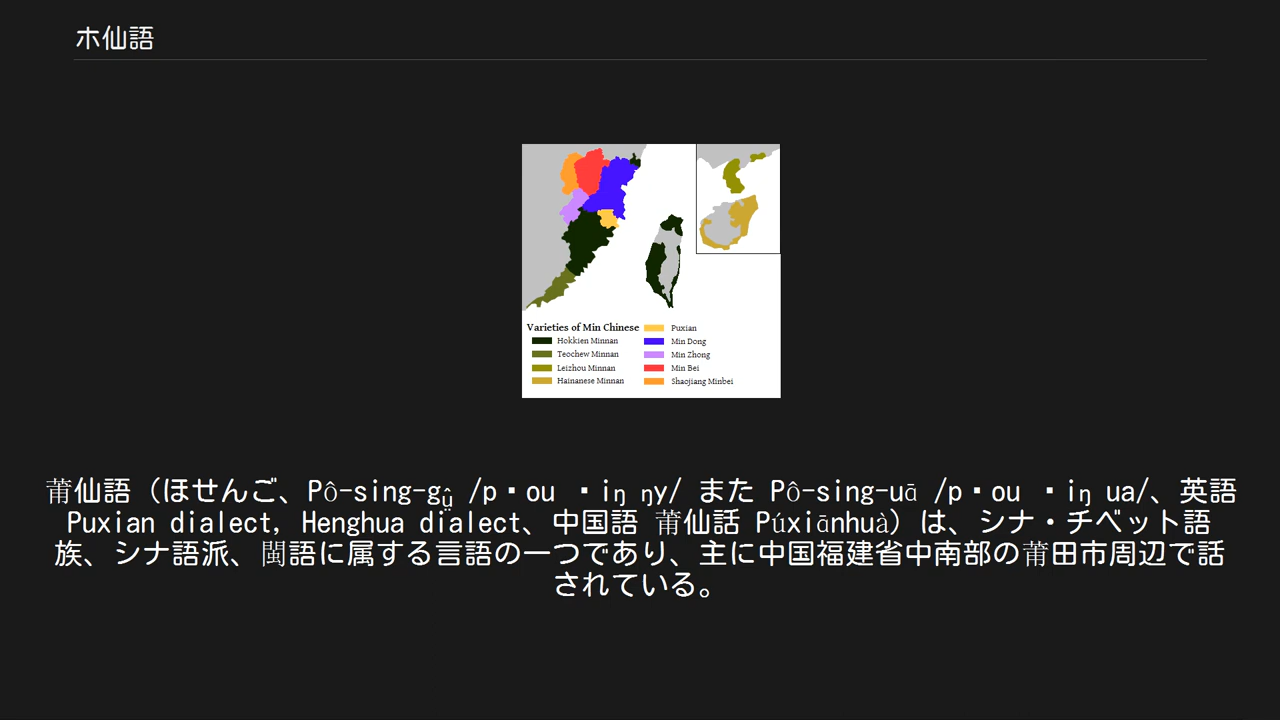 ホ仙語
Varieties of Min Chinese
Hokkien Minnan
Teochew Minnan
Leizhou Minnan
Hainanese Minnan
Puxian
Min Dong
Min Zhong
Min Bei
Shaojiang Minbei
莆仙語（ほせんご、Pô-sing-gṳ̂ /p・ou ・iŋ ŋy/ また Pô-sing-uā /p・ou ・iŋ ua/、英語
Puxian dialect, Henghua dialect、中国語 莆仙話 Púxiānhuà）は、シナ・チベット語
族、シナ語派、閩語に属する言語の一つであり、主に中国福建省中南部の莆田市周辺で話
されている。